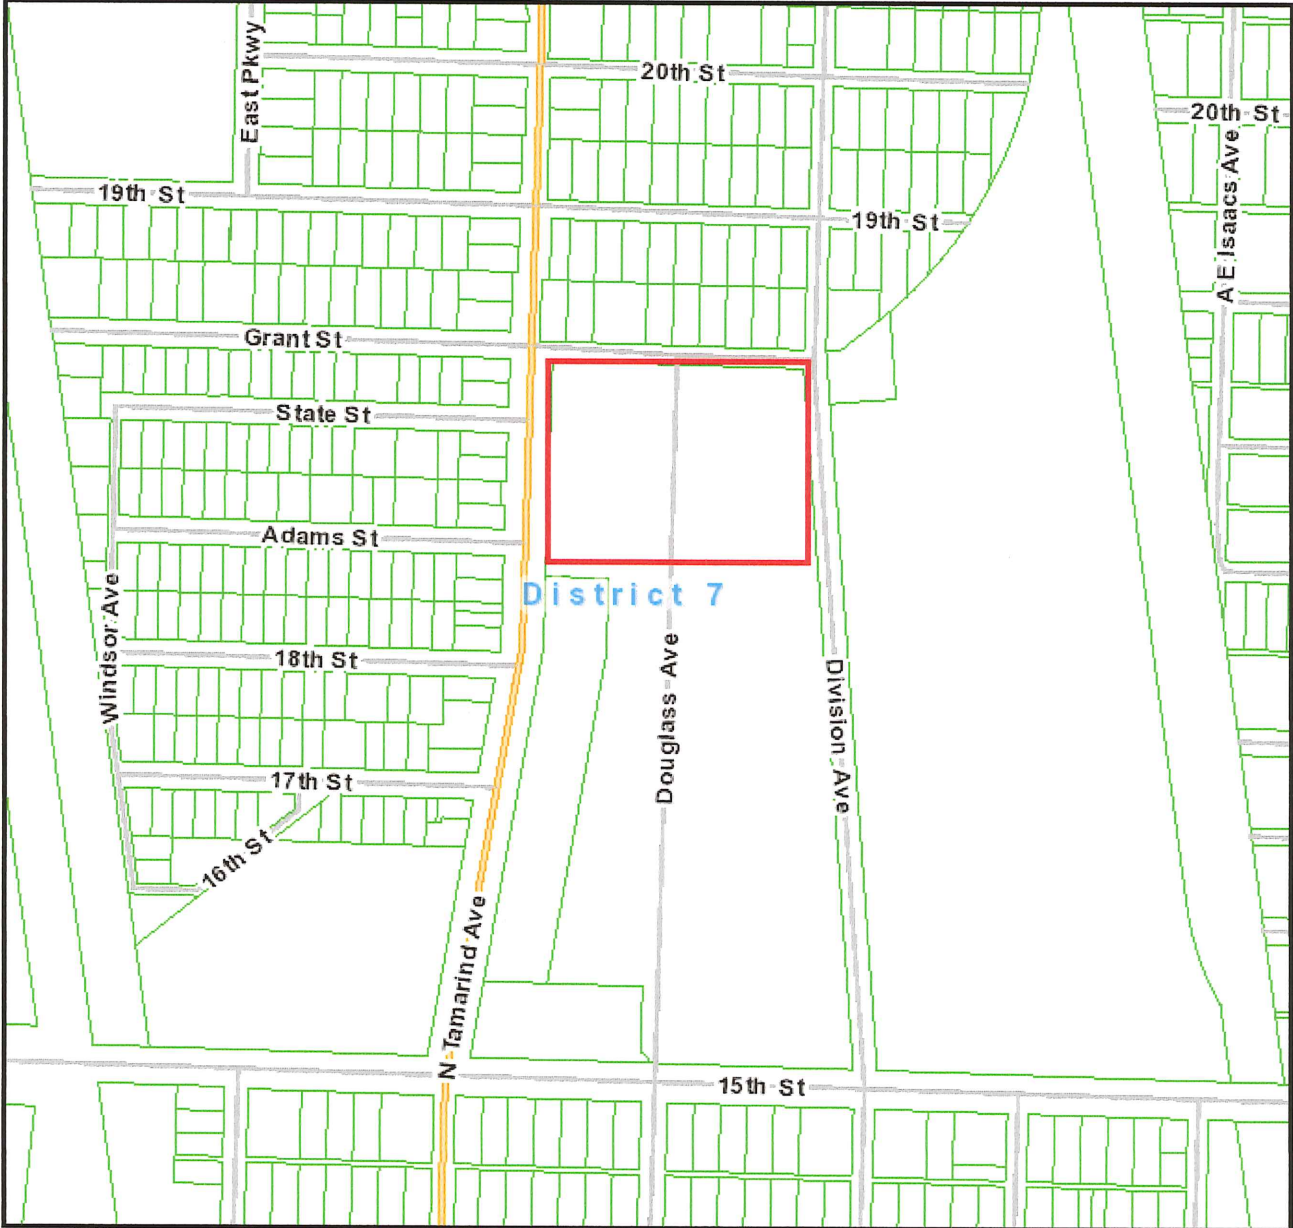 East Pkwy
20th St
20th St
A E Isaacs Ave
19th St
19th St
Grant St
State St
Adams St
District 7
Windsor Ave
18th St
Douglass Ave
Division Ave
17th St
16th St
N Tamarind Ave
15th St